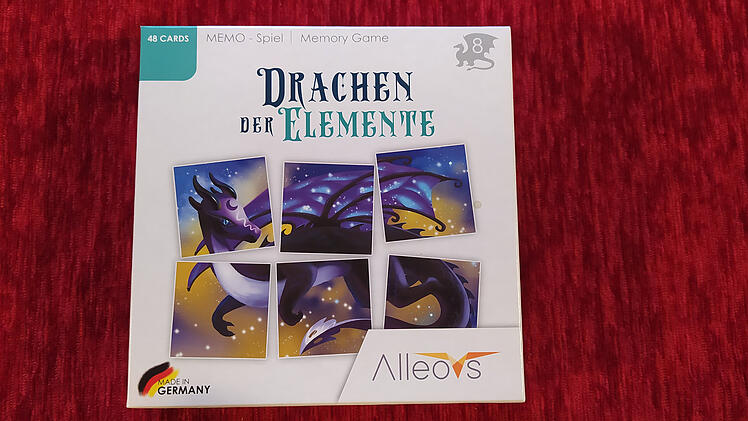 48 CARDS
MEMO - Spiel | Memory Game
8
DRACHEN
DER ELEMENTE
Alleovs
MADE IN
GERMANY